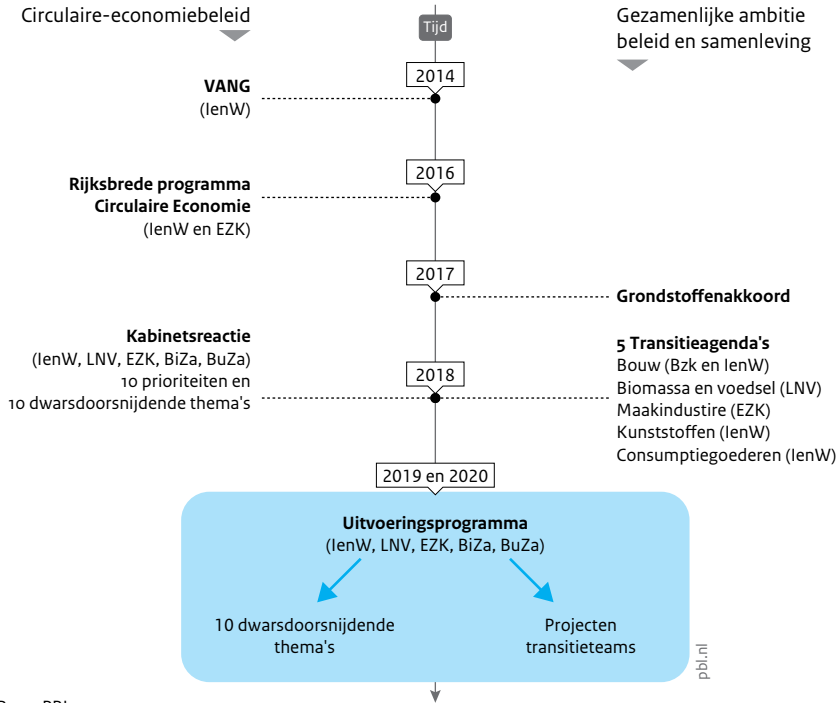 Circulaire-economiebeleid
Tijd
Gezamenlijke ambitie
beleid en samenleving
2014
VANG
(IenW)
2016
Rijksbrede programma
Circulaire Economie
(IenW en EZK)
2017
Grondstoffenakkoord
Kabinetsreactie
(IenW, LNV, EZK, BiZa, BuZa)
10 prioriteiten en
10 dwarsdoorsnijdende thema's
2018
5 Transitieagenda's
Bouw (Bzk en IenW)
Biomassa en voedsel (LNV)
Maakindustire (EZK)
Kunststoffen (IenW)
Consumptiegoederen (IenW)
2019 en 2020
Uitvoeringsprogramma
(IenW, LNV, EZK, BiZa, BuZa)
10 dwarsdoorsnijdende
thema's
Projecten
transitieteams
pbl.nl